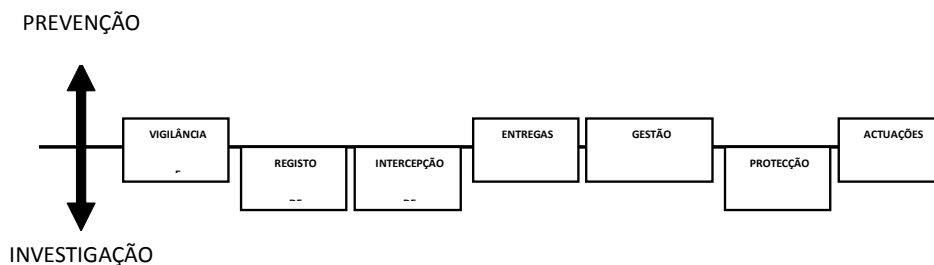 PREVENÇÃO
VIGILÂNCIA
ENTREGAS
GESTÃO
ACTUAÇÕES
REGISTO
INTERCEPÇÃO
PROTECÇÃO
INVESTIGAÇÃO